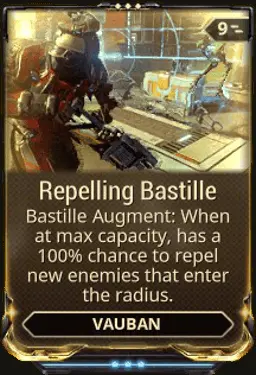 9
Repelling Bastille
Bastille Augment: When
at max capacity, has a
100% chance to repel
new enemies that enter
the radius.
VAUBAN